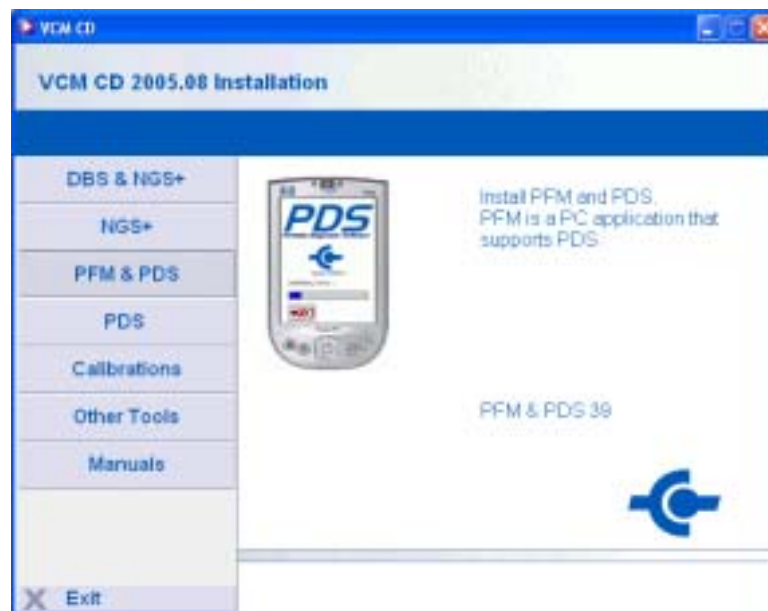 VCM CD
VCM CD 2005.08 Installation
DBS & NGS+
NGS+
PFM & PDS
PDS
Calibrations
Other Tools
Manuals
Exit
PDS
Install PFM and PDS.
PFM is a PC application that
supports PDS
PFM & PDS 39